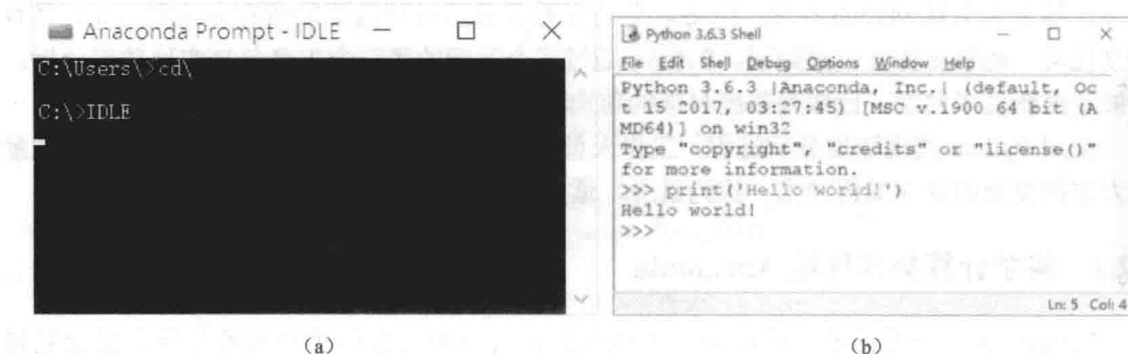 Anaconda Prompt - IDLE
C:\Users\>cd\
C:\>IDLE
(a)
Python 3.6.3 Shell
File Edit Shell Debug Options Window Help
Python 3.6.3 |Anaconda, Inc.| (default, Oc
t 15 2017, 03:27:45) [MSC v.1900 64 bit (A
MD64)] on win32
Type "copyright", "credits" or "license()"
for more information.
>>> print('Hello world!')
Hello world!
>>>
Ln: 5 Col: 4
(b)